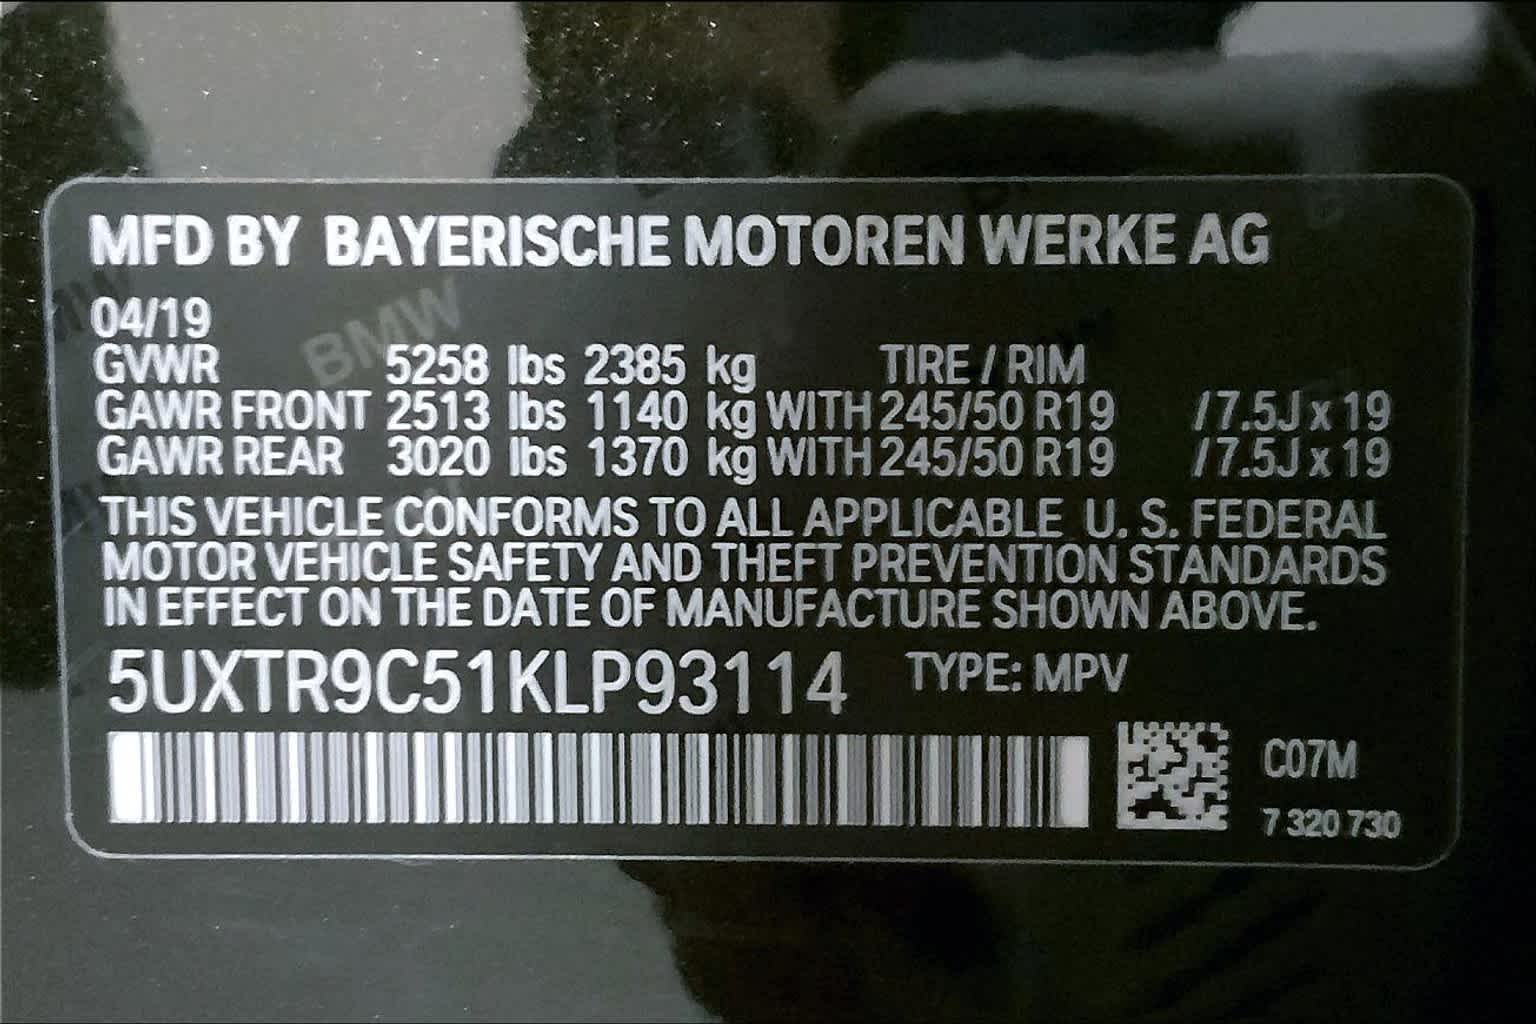 MFD BY BAYERISCHE MOTOREN WERKE AG
04/19
GVWR 5258 lbs 2385 kg TIRE / RIM
GAWR FRONT 2513 lbs 1140 kg WITH 245/50 R19 /7.5J x 19
GAWR REAR 3020 lbs 1370 kg WITH 245/50 R19 /7.5J x 19
THIS VEHICLE CONFORMS TO ALL APPLICABLE U. S. FEDERAL
MOTOR VEHICLE SAFETY AND THEFT PREVENTION STANDARDS
IN EFFECT ON THE DATE OF MANUFACTURE SHOWN ABOVE.
5UXTR9C51KLP93114 TYPE: MPV
C07M
7 320 730
BMW